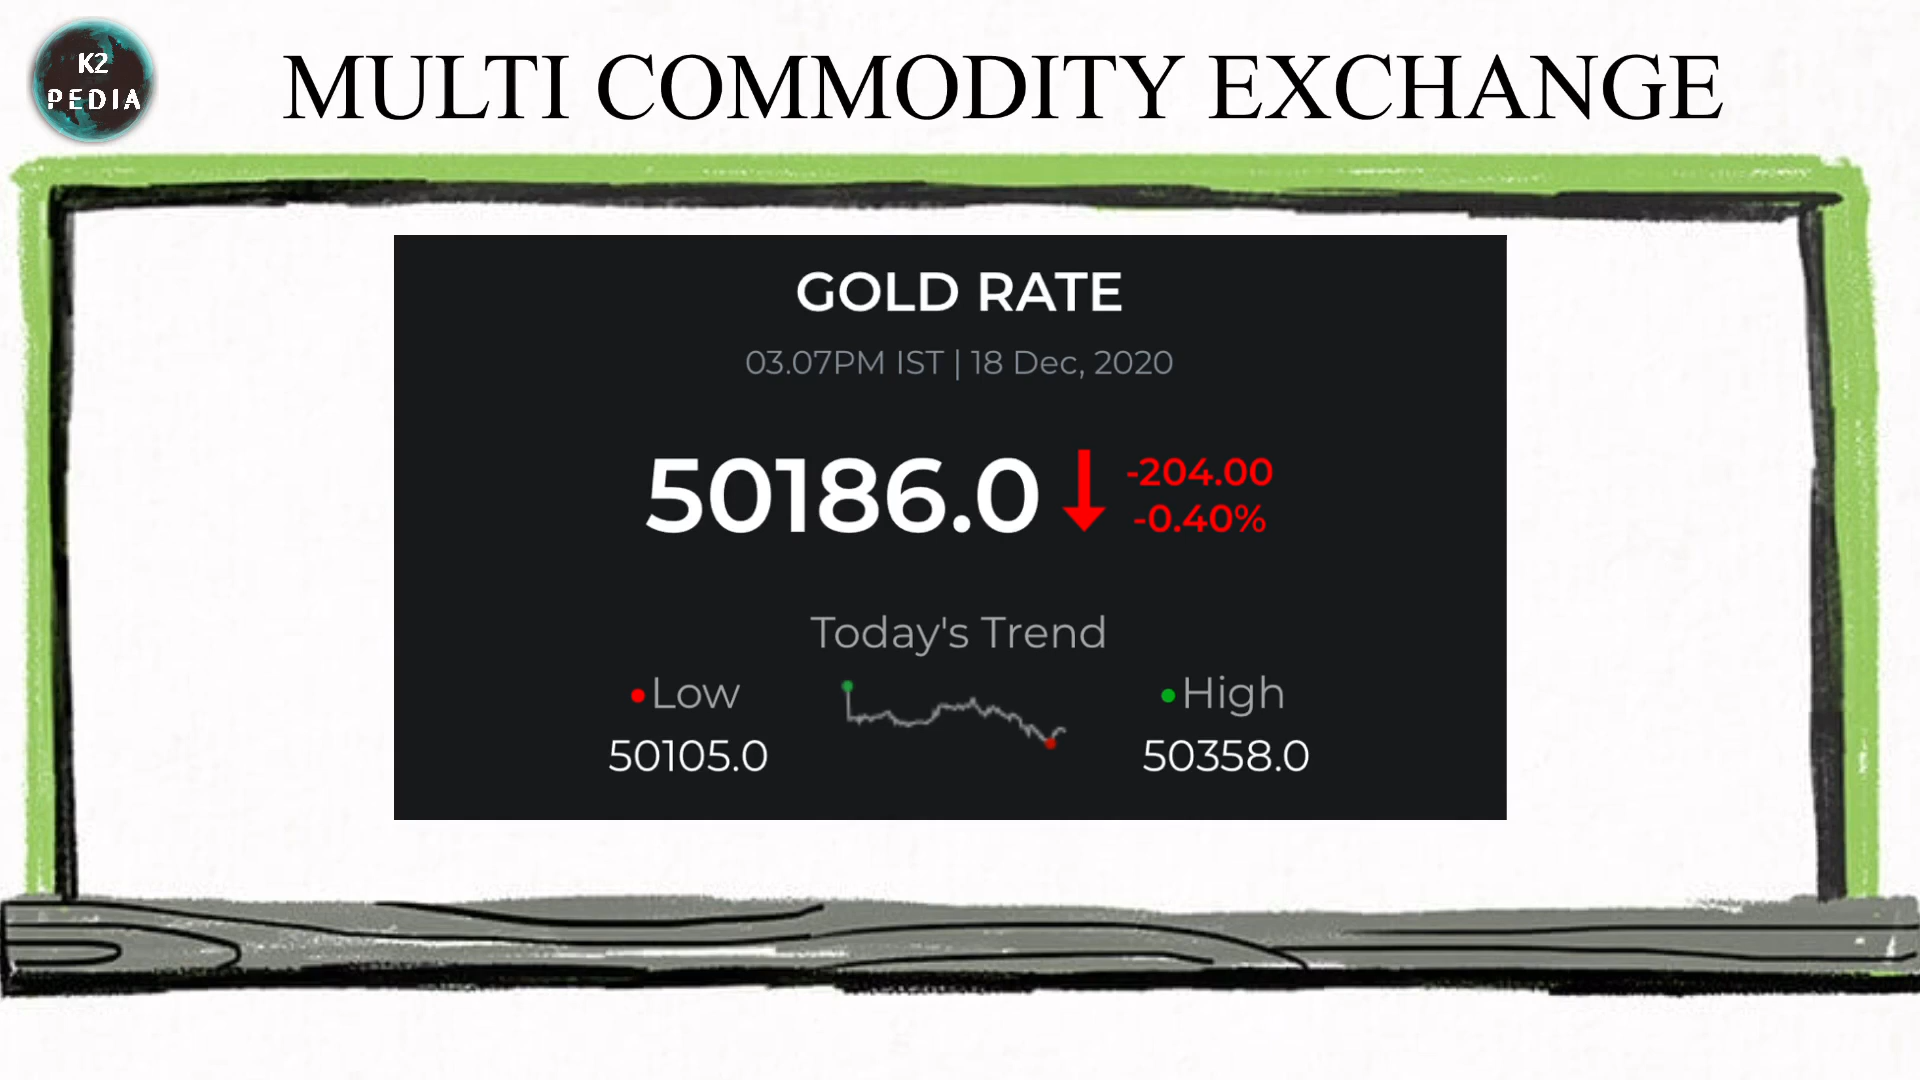 K2
PEDIA
MULTI COMMODITY EXCHANGE
GOLD RATE
03.07PM IST | 18 Dec, 2020
50186.0
-204.00
-0.40%
Today's Trend
Low
High
50105.0
50358.0